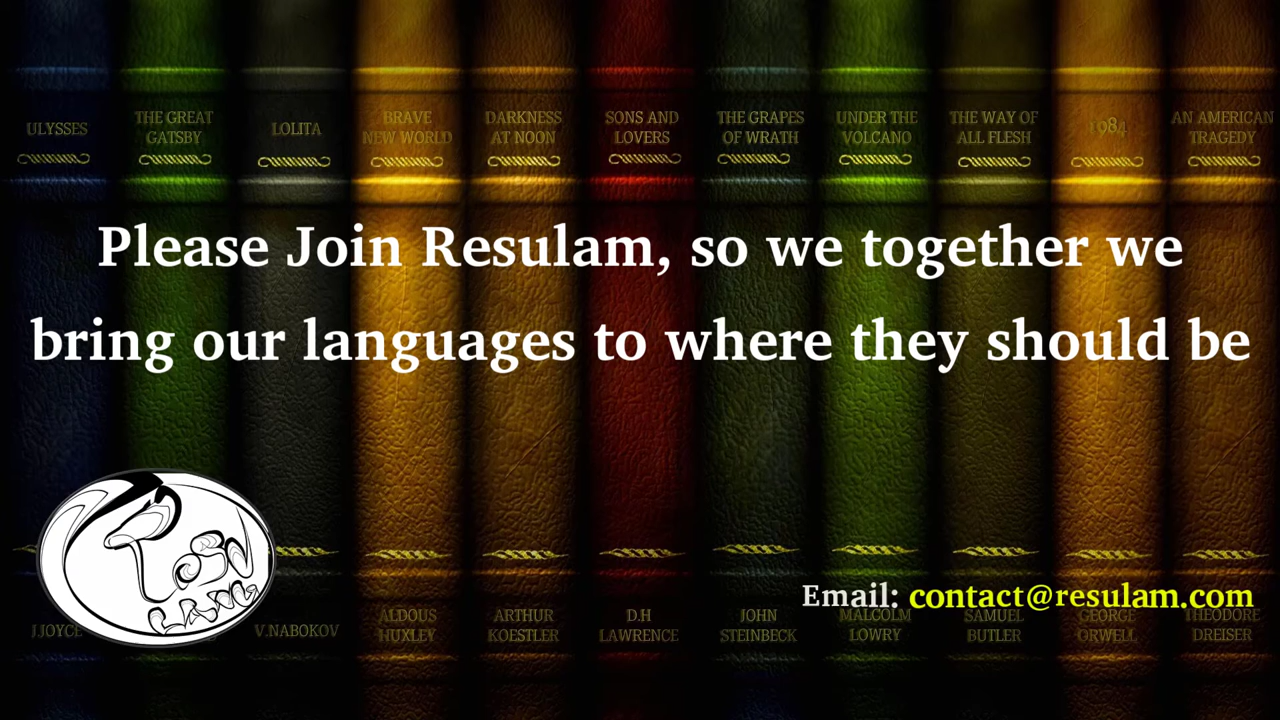 ULYSSES
THE GREAT
GATSBY
LOLITA
BRAVE
NEW WORLD
DARKNESS
AT NOON
SONS AND
LOVERS
THE GRAPES
OF WRATH
UNDER THE
VOLCANO
THE WAY OF
ALL FLESH
1984
AN AMERICAN
TRAGEDY
Please Join Resulam, so we together we
bring our languages to where they should be
Email: contact@resulam.com
J.JOYCE
V.NABOKOV
ALDOUS
HUXLEY
ARTHUR
KOESTLER
D.H
LAWRENCE
JOHN
STEINBECK
MALCOLM
LOWRY
SAMUEL
BUTLER
GEORGE
ORWELL
THEODORE
DREISER